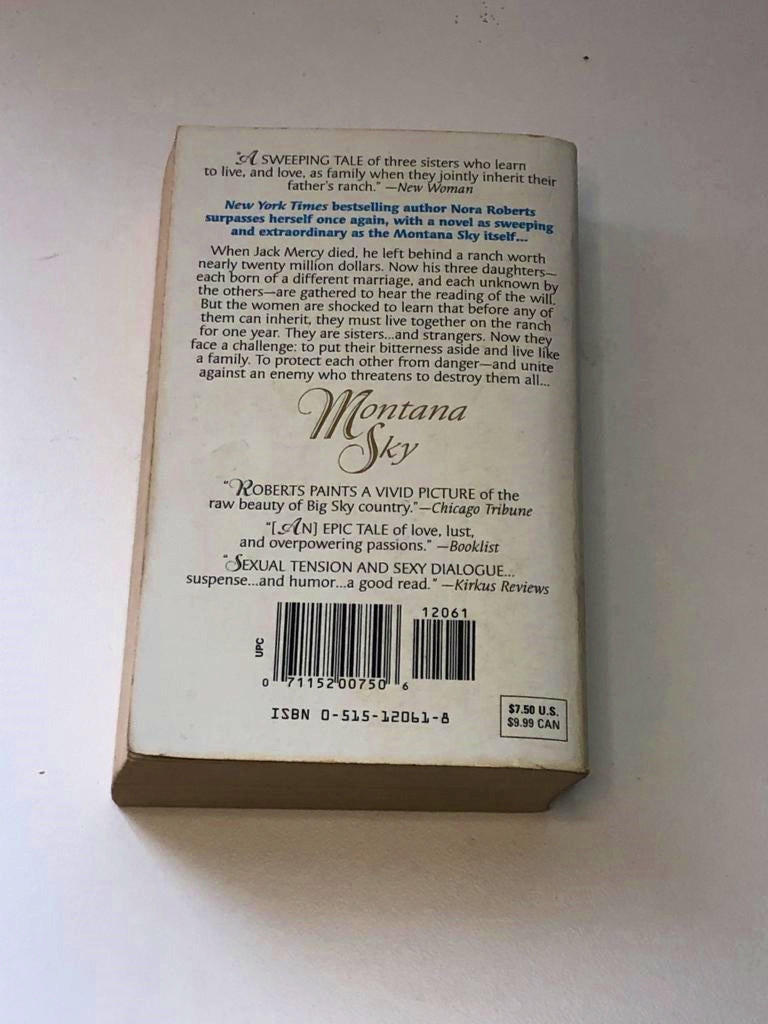 "A SWEEPING TALE of three sisters who learn
to live, and love, as family when they jointly inherit their
father's ranch." —New Woman
New York Times bestselling author Nora Roberts
surpasses herself once again, with a novel as sweeping
and extraordinary as the Montana Sky itself...
When Jack Mercy died, he left behind a ranch worth
nearly twenty million dollars. Now his three daughters—
each born of a different marriage, and each unknown by
the others—are gathered to hear the reading of the will.
But the women are shocked to learn that before any of
them can inherit, they must live together on the ranch
for one year. They are sisters...and strangers. Now they
face a challenge: to put their bitterness aside and live like
a family. To protect each other from danger—and unite
against an enemy who threatens to destroy them all...
Montana
Sky
"ROBERTS PAINTS A VIVID PICTURE of the
raw beauty of Big Sky country."—Chicago Tribune
"[AN] EPIC TALE of love, lust,
and overpowering passions." —Booklist
"SEXUAL TENSION AND SEXY DIALOGUE...
suspense...and humor...a good read." —Kirkus Reviews
12061
UPC
0 71152 00750 6
ISBN 0-515-12061-8
$7.50 U.S.
$9.99 CAN